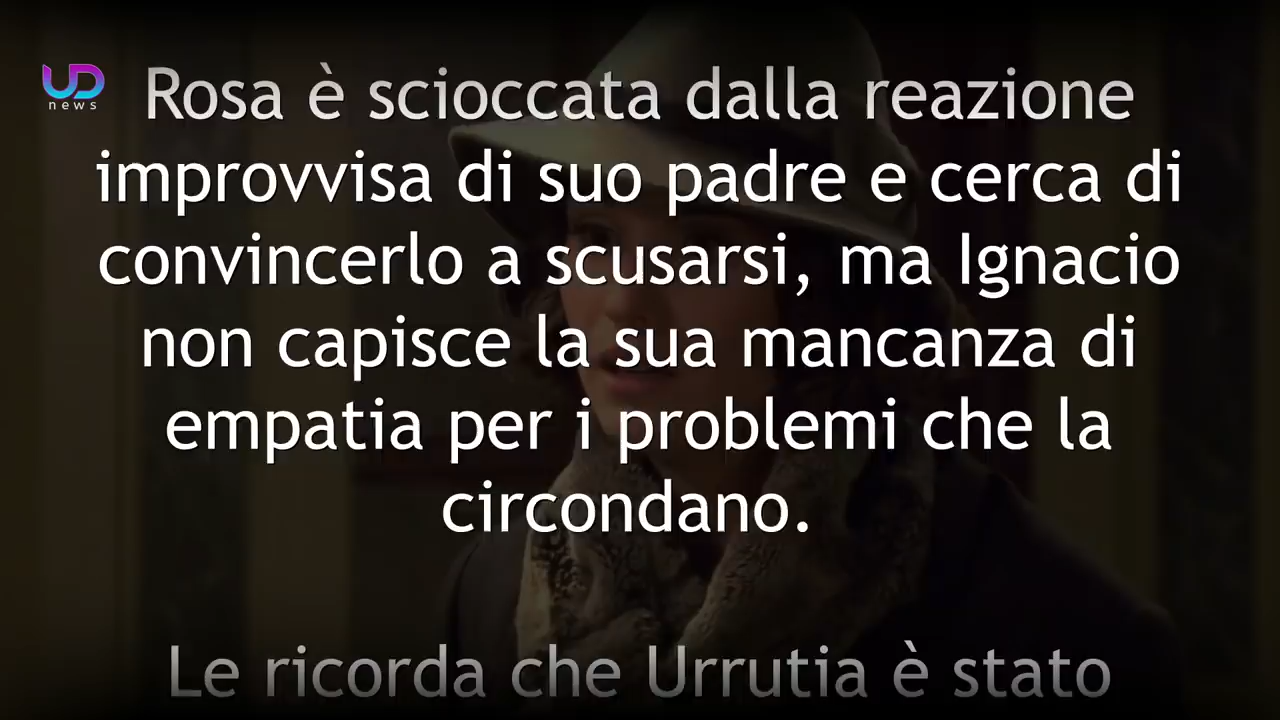 UD
news
Rosa è scioccata dalla reazione
improvvisa di suo padre e cerca di
convincerlo a scusarsi, ma Ignacio
non capisce la sua mancanza di
empatia per i problemi che la
circondano.
Le ricorda che Urrutia è stato